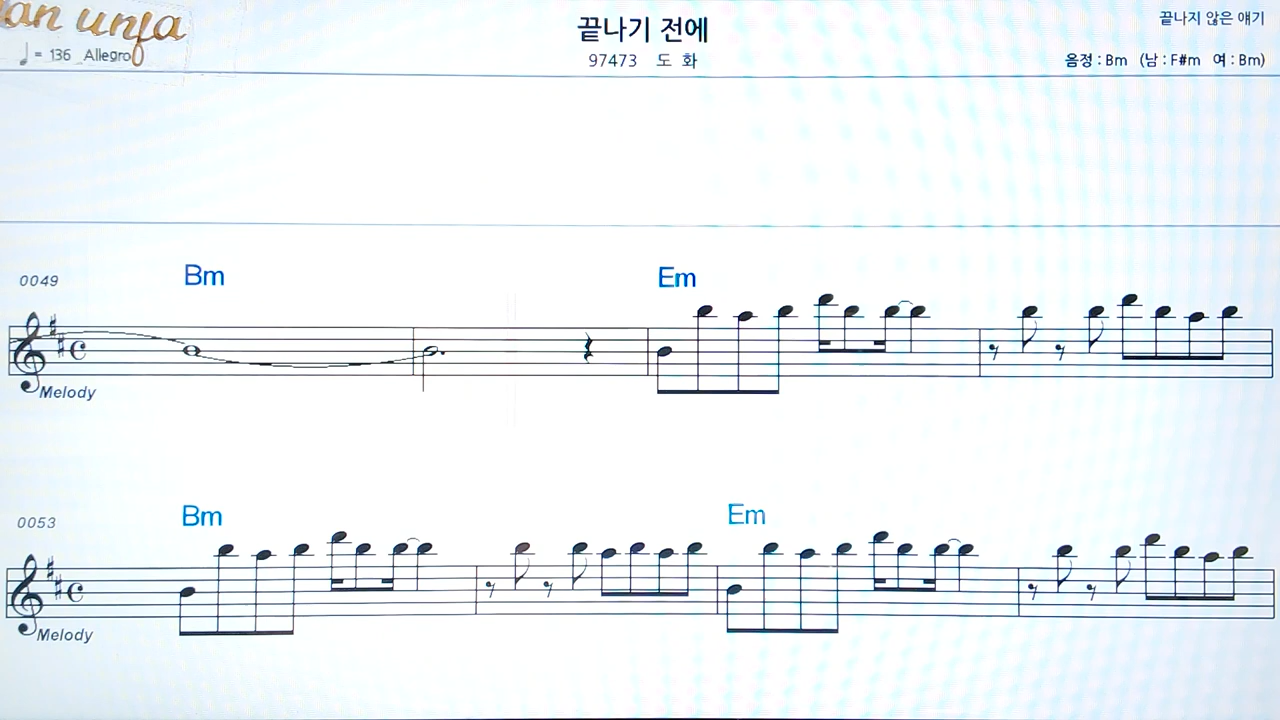 끝나기 전에
끝나지 않은 얘기
♩ = 136 Allegro
97473 도 화
음정 : Bm (남 : F#m 여 : Bm)
0049 Bm Em
Melody
0053 Bm Em
Melody